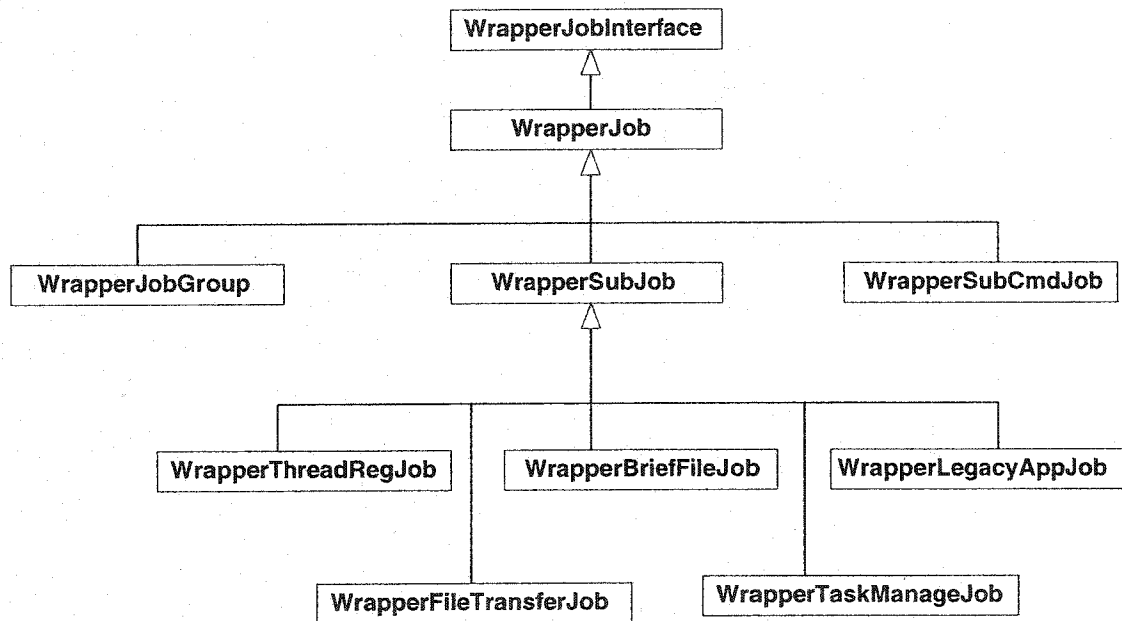 WrapperJobInterface
WrapperJob
WrapperJobGroup
WrapperSubJob
WrapperSubCmdJob
WrapperThreadRegJob
WrapperBriefFileJob
WrapperLegacyAppJob
WrapperFileTransferJob
WrapperTaskManageJob